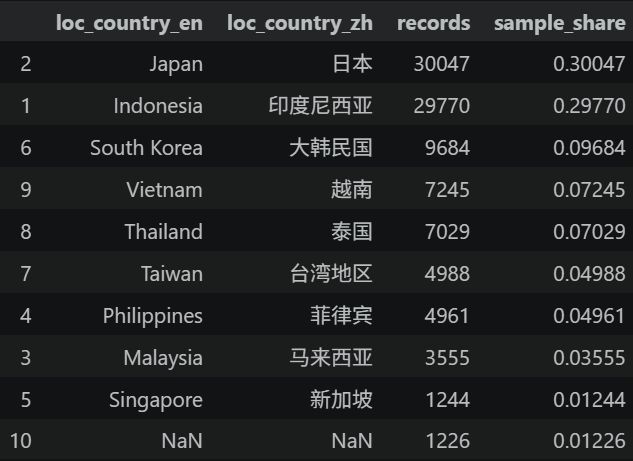 loc_country_en loc_country_zh records sample_share
2 Japan 日本 30047 0.30047
1 Indonesia 印度尼西亚 29770 0.29770
6 South Korea 大韩民国 9684 0.09684
9 Vietnam 越南 7245 0.07245
8 Thailand 泰国 7029 0.07029
7 Taiwan 台湾地区 4988 0.04988
4 Philippines 菲律宾 4961 0.04961
3 Malaysia 马来西亚 3555 0.03555
5 Singapore 新加坡 1244 0.01244
10 NaN NaN 1226 0.01226